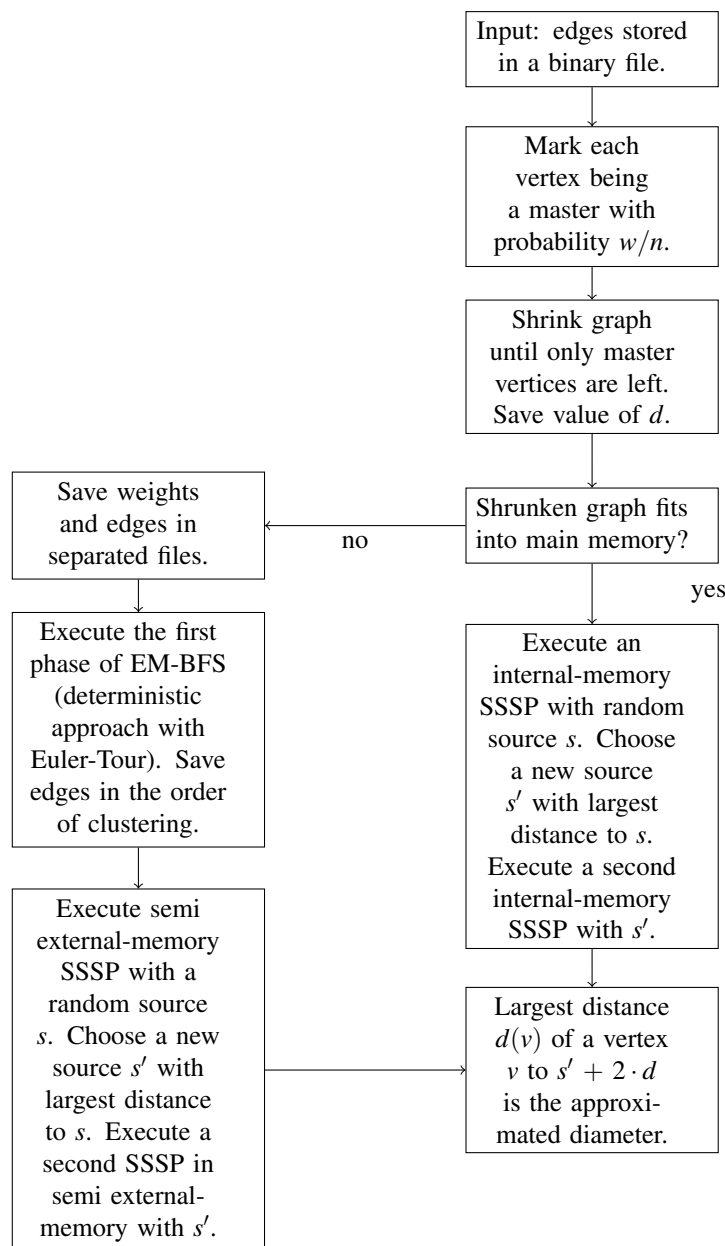 Input: edges stored
in a binary file.
Mark each
vertex being
a master with
probability w/n.
Shrink graph
until only master
vertices are left.
Save value of d.
Shrunken graph fits
into main memory?
no
yes
Save weights
and edges in
separated files.
Execute the first
phase of EM-BFS
(deterministic
approach with
Euler-Tour). Save
edges in the order
of clustering.
Execute semi
external-memory
SSSP with a
random source
s. Choose a new
source s′ with
largest distance
to s. Execute a
second SSSP in
semi external-
memory with s′.
Execute an
internal-memory
SSSP with random
source s. Choose
a new source
s′ with largest
distance to s.
Execute a second
internal-memory
SSSP with s′.
Largest distance
d(v) of a vertex
v to s′ + 2 · d
is the approxi-
mated diameter.